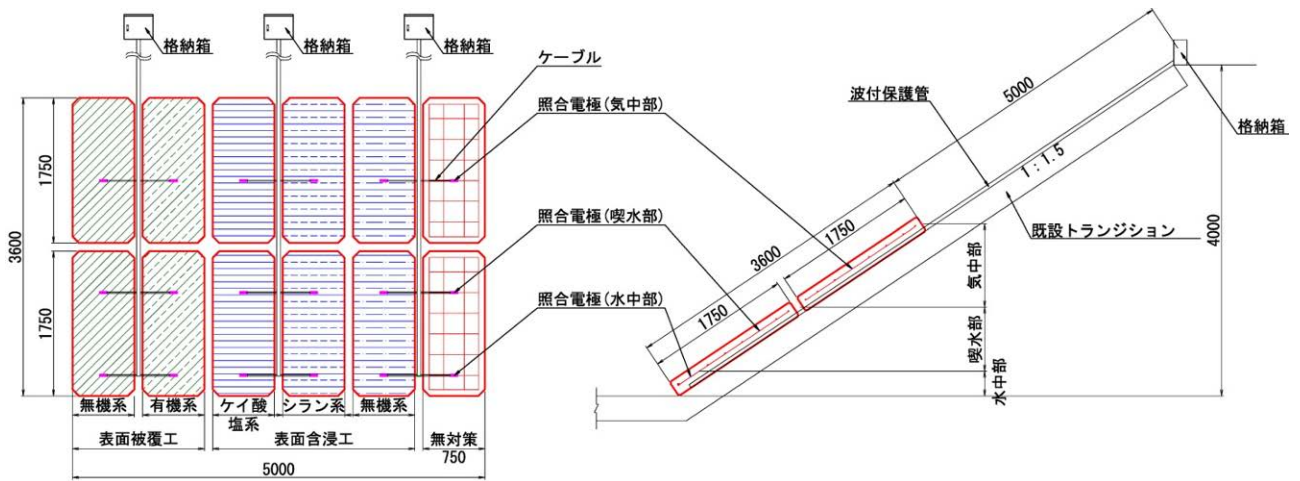 格納箱
格納箱
格納箱
ケーブル
照合電極(気中部)
照合電極(喫水部)
照合電極(水中部)
3600
1750
1750
無機系
有機系
ケイ酸
塩系
シラン系
無機系
表面被覆工
表面含浸工
無対策
750
5000
5000
波付保護管
格納箱
1:1.5
既設トランジション
4000
1750
3600
1750
気中部
喫水部
水中部